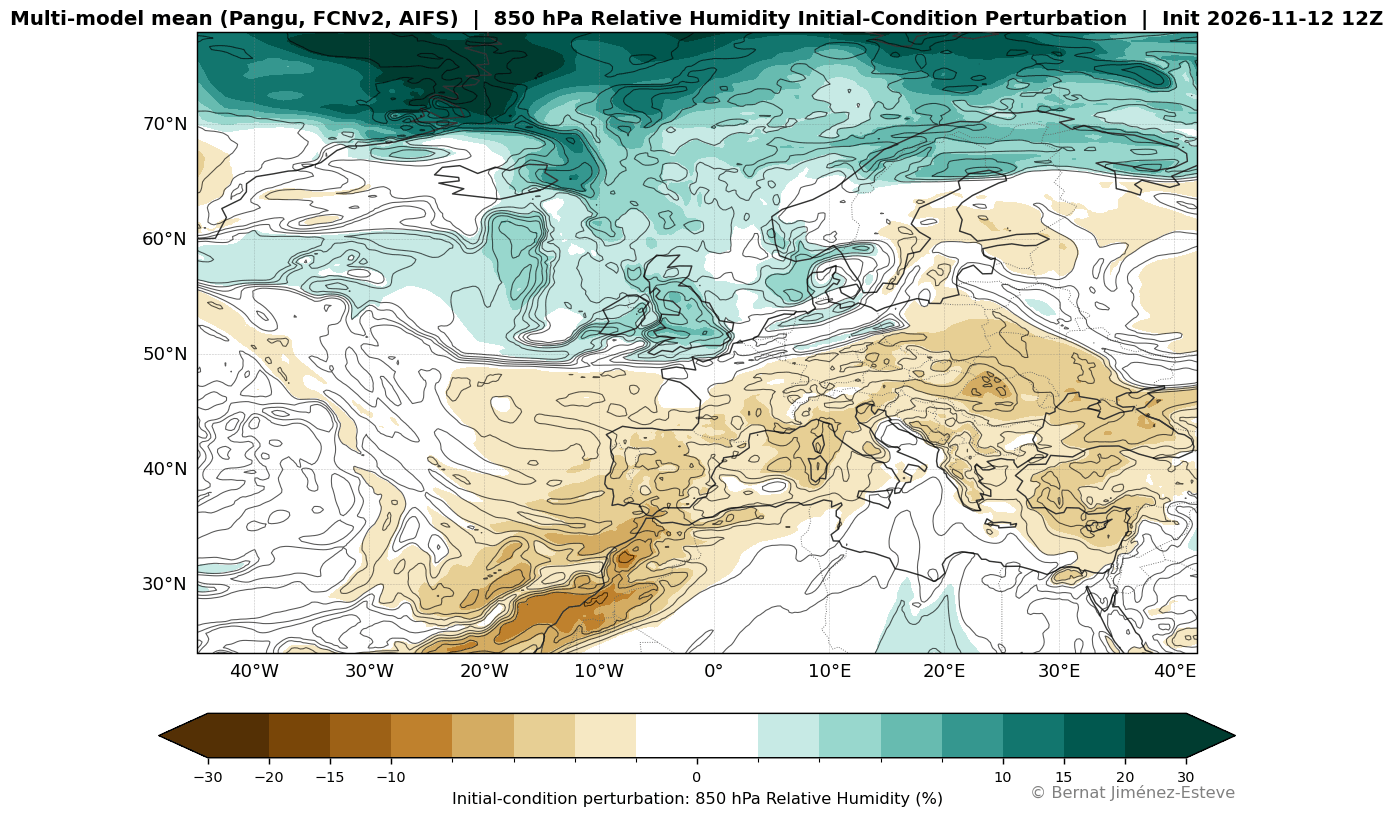 Multi-model mean (Pangu, FCNv2, AIFS)  |  850 hPa Relative Humidity Initial-Condition Perturbation  |  Init 2026-11-12 12Z
70°N
60°N
50°N
40°N
30°N
40°W 30°W 20°W 10°W 0° 10°E 20°E 30°E 40°E
−30 −20 −15 −10 0 10 15 20 30
Initial-condition perturbation: 850 hPa Relative Humidity (%)
© Bernat Jiménez-Esteve